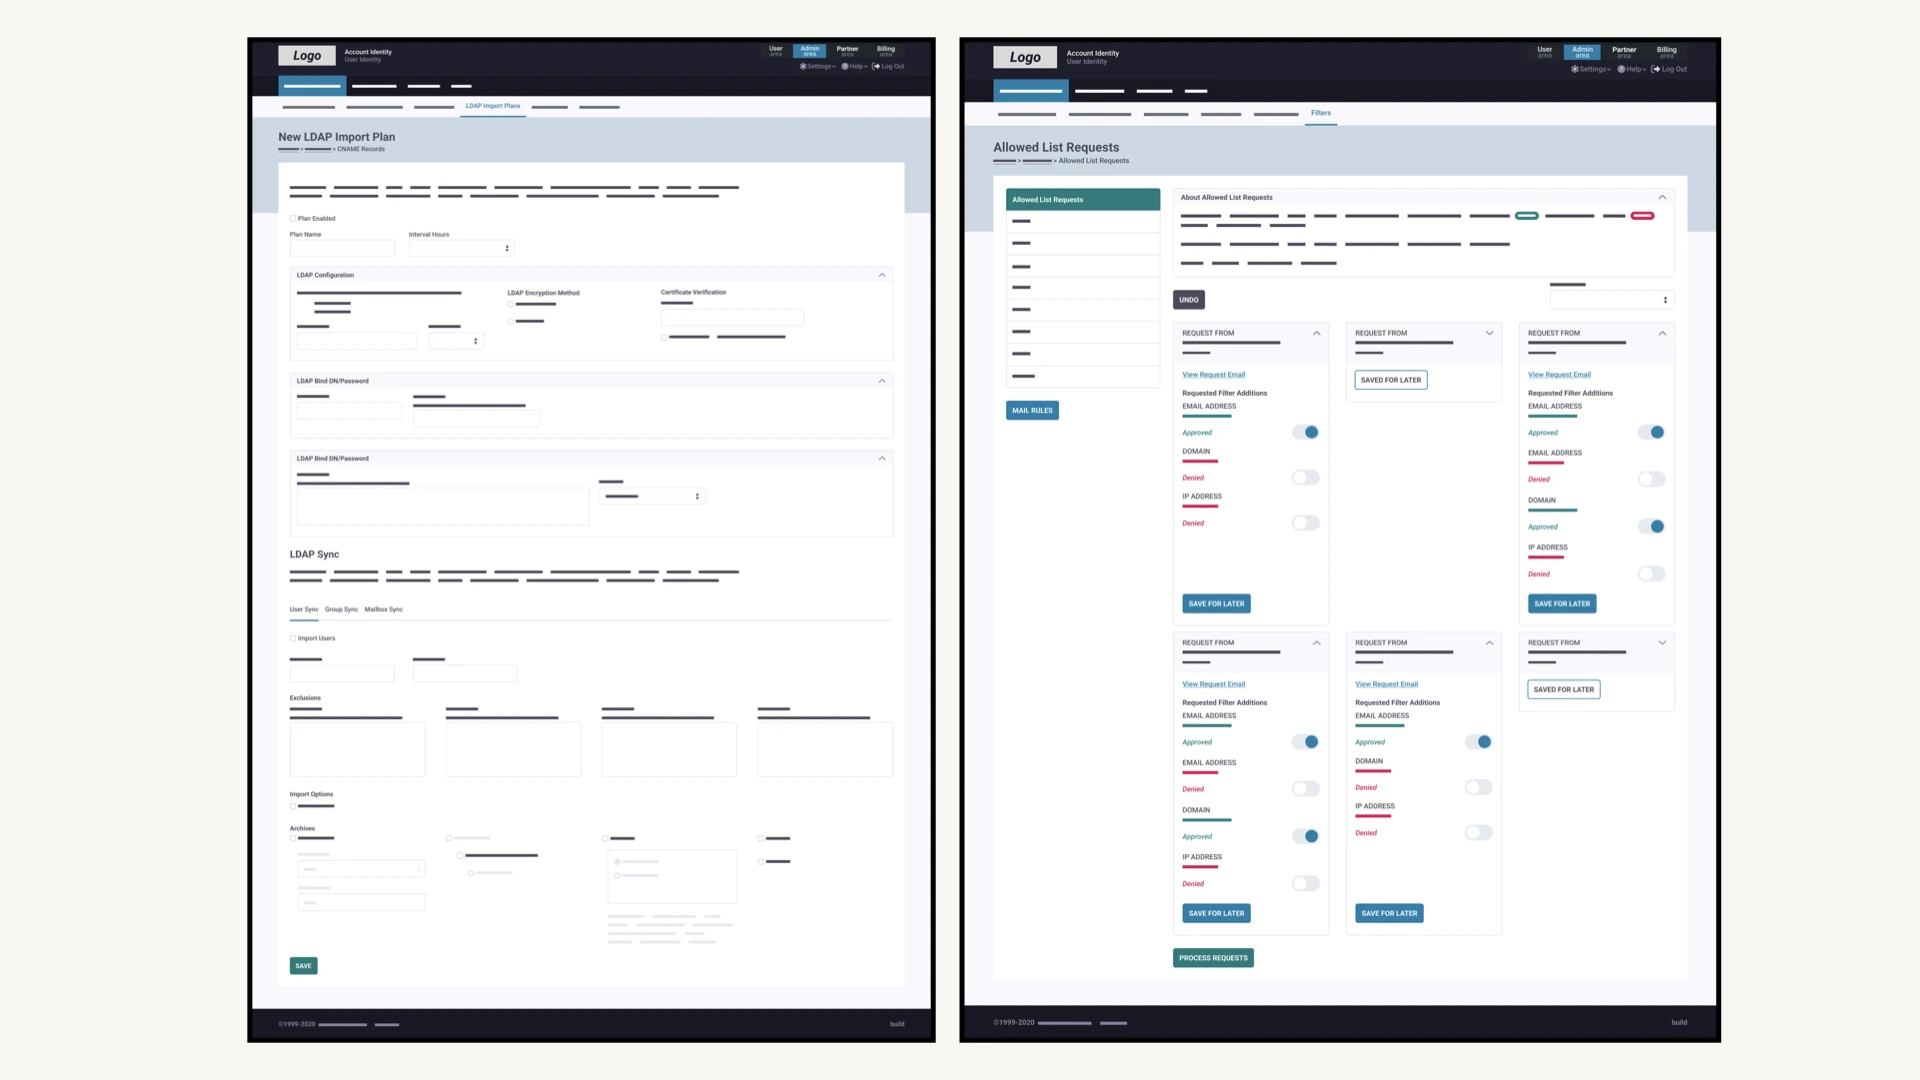 Logo
Account Identity
User Identity
User
area
Admin
area
Partner
area
Billing
area
Settings
Help
Log Out
LDAP Import Plans
New LDAP Import Plan
> > CNAME Records
Plan Enabled
Plan Name
Interval Hours
LDAP Configuration
LDAP Encryption Method
Certificate Verification
LDAP Bind DN/Password
LDAP Bind DN/Password
LDAP Sync
User Sync Group Sync Mailbox Sync
Import Users
Exclusions
Import Options
Archives
SAVE
©1999-2020
build
Logo
Account Identity
User Identity
User
area
Admin
area
Partner
area
Billing
area
Settings
Help
Log Out
Filters
Allowed List Requests
> > Allowed List Requests
Allowed List Requests
MAIL RULES
About Allowed List Requests
UNDO
REQUEST FROM
View Request Email
Requested Filter Additions
EMAIL ADDRESS
Approved
DOMAIN
Denied
IP ADDRESS
Denied
SAVE FOR LATER
REQUEST FROM
SAVED FOR LATER
REQUEST FROM
View Request Email
Requested Filter Additions
EMAIL ADDRESS
Approved
EMAIL ADDRESS
Denied
DOMAIN
Approved
IP ADDRESS
Denied
SAVE FOR LATER
REQUEST FROM
View Request Email
Requested Filter Additions
EMAIL ADDRESS
Approved
EMAIL ADDRESS
Denied
DOMAIN
Approved
IP ADDRESS
Denied
SAVE FOR LATER
REQUEST FROM
View Request Email
Requested Filter Additions
EMAIL ADDRESS
Approved
DOMAIN
Denied
IP ADDRESS
Denied
SAVE FOR LATER
REQUEST FROM
SAVED FOR LATER
PROCESS REQUESTS
©1999-2020
build